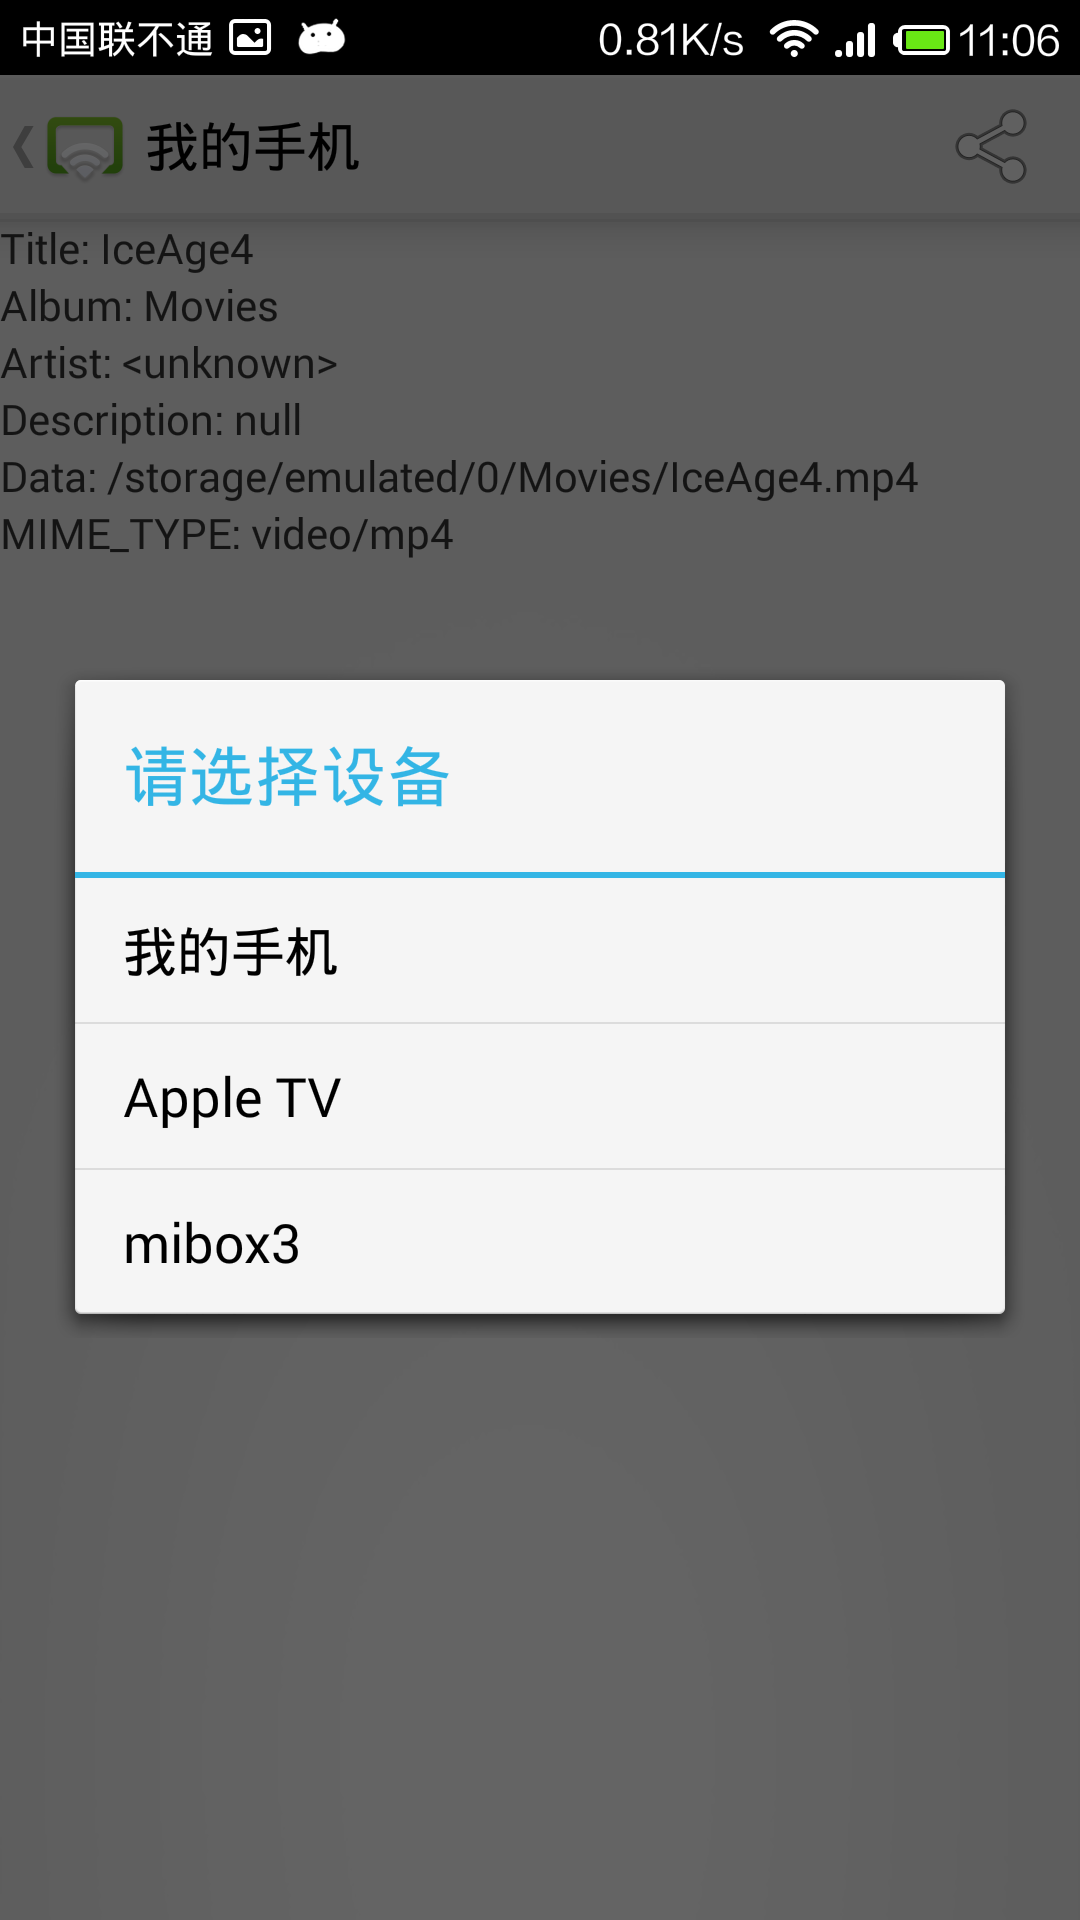 中国联不通 0.81K/s 11:06
我的手机
Title: IceAge4
Album: Movies
Artist: <unknown>
Description: null
Data: /storage/emulated/0/Movies/IceAge4.mp4
MIME_TYPE: video/mp4
请选择设备
我的手机
Apple TV
mibox3